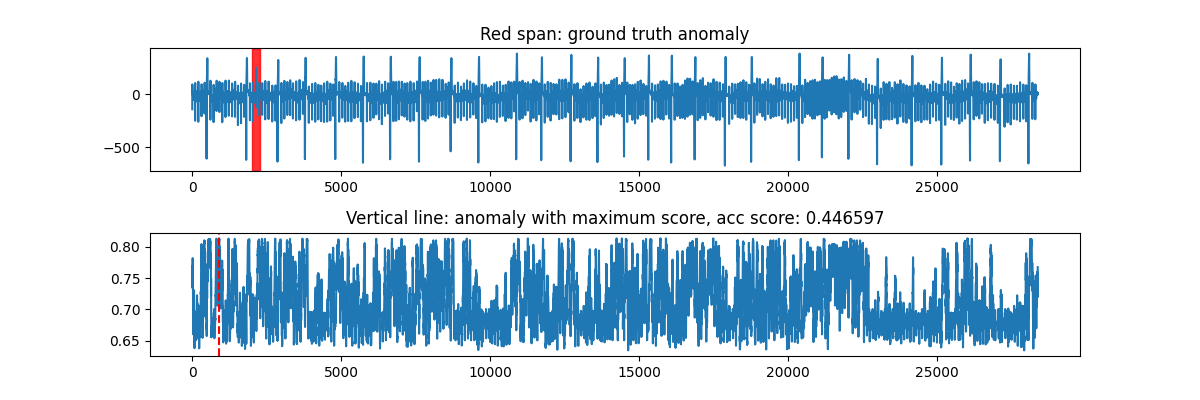 Red span: ground truth anomaly
0
−500
0 5000 10000 15000 20000 25000
Vertical line: anomaly with maximum score, acc score: 0.446597
0.80
0.75
0.70
0.65
0 5000 10000 15000 20000 25000